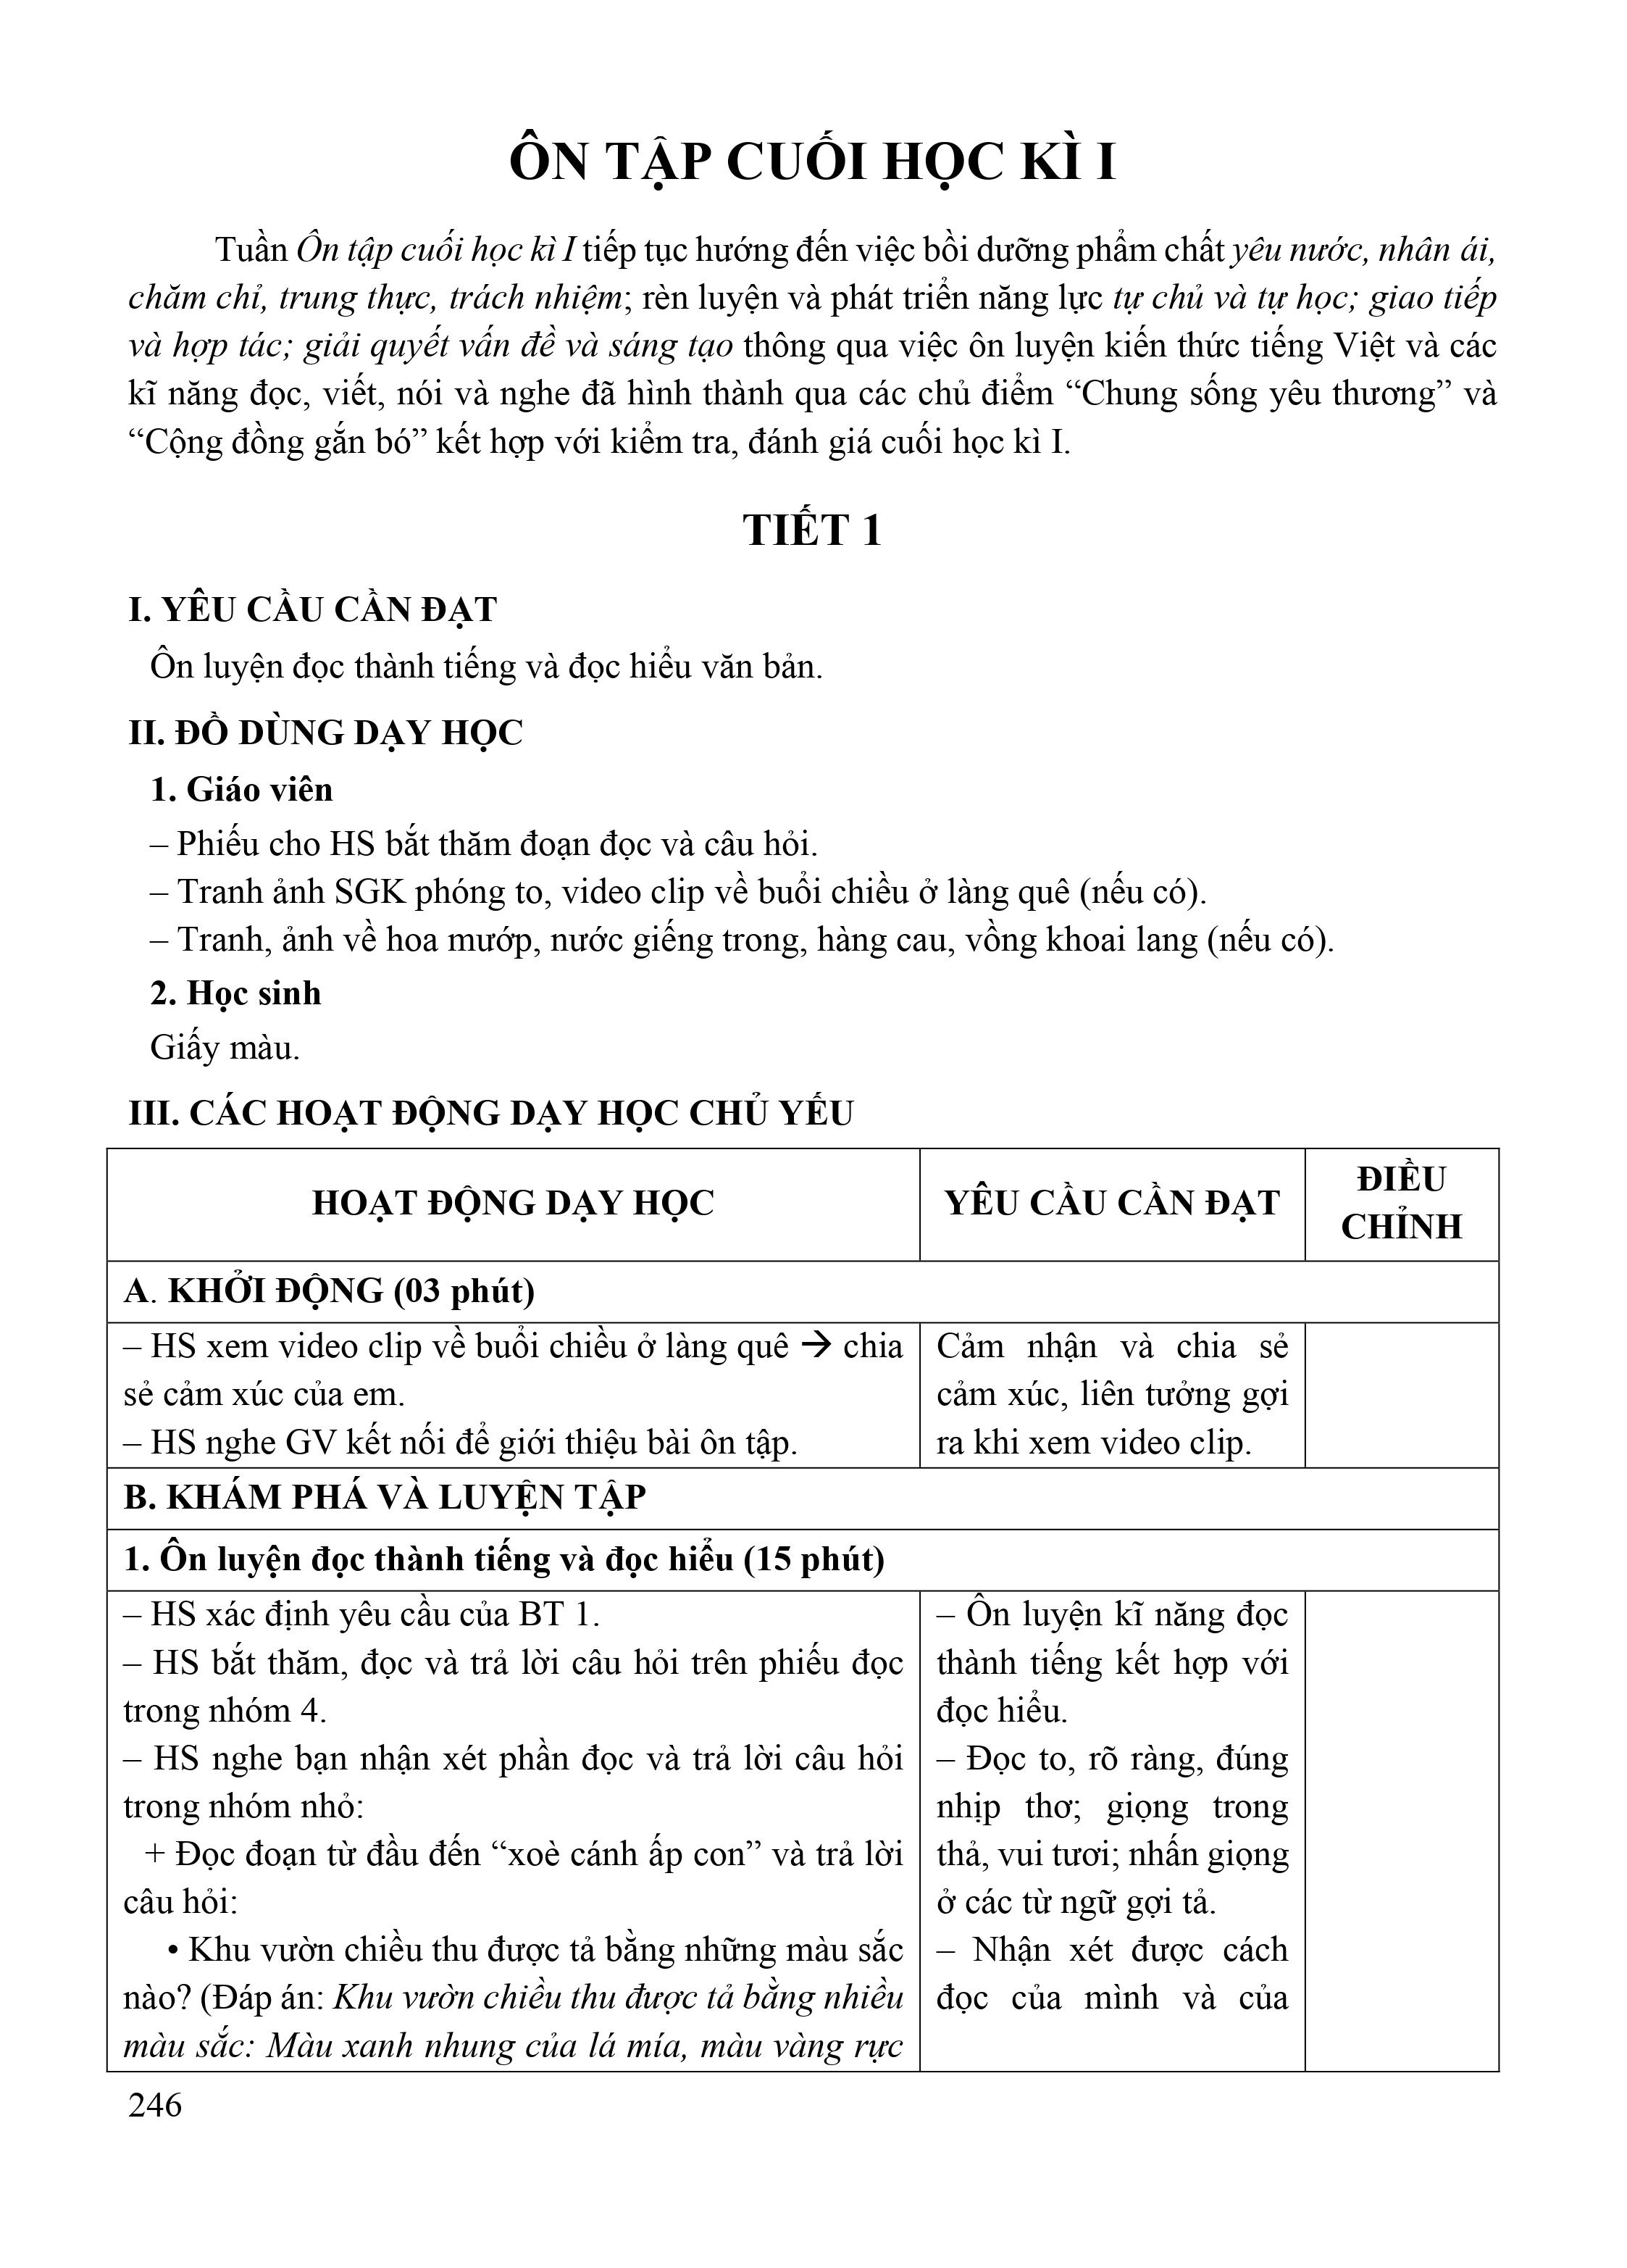 ÔN TẬP CUỐI HỌC KÌ I
Tuần Ôn tập cuối học kì I tiếp tục hướng đến việc bồi dưỡng phẩm chất yêu nước, nhân ái,
chăm chỉ, trung thực, trách nhiệm; rèn luyện và phát triển năng lực tự chủ và tự học; giao tiếp
và hợp tác; giải quyết vấn đề và sáng tạo thông qua việc ôn luyện kiến thức tiếng Việt và các
kĩ năng đọc, viết, nói và nghe đã hình thành qua các chủ điểm “Chung sống yêu thương” và
“Cộng đồng gắn bó” kết hợp với kiểm tra, đánh giá cuối học kì I.
TIẾT 1
I. YÊU CẦU CẦN ĐẠT
Ôn luyện đọc thành tiếng và đọc hiểu văn bản.
II. ĐỒ DÙNG DẠY HỌC
1. Giáo viên
– Phiếu cho HS bắt thăm đoạn đọc và câu hỏi.
– Tranh ảnh SGK phóng to, video clip về buổi chiều ở làng quê (nếu có).
– Tranh, ảnh về hoa mướp, nước giếng trong, hàng cau, vồng khoai lang (nếu có).
2. Học sinh
Giấy màu.
III. CÁC HOẠT ĐỘNG DẠY HỌC CHỦ YẾU
HOẠT ĐỘNG DẠY HỌC
YÊU CẦU CẦN ĐẠT
ĐIỀU
CHỈNH
A. KHỞI ĐỘNG (03 phút)
– HS xem video clip về buổi chiều ở làng quê → chia
sẻ cảm xúc của em.
– HS nghe GV kết nối để giới thiệu bài ôn tập.
Cảm nhận và chia sẻ
cảm xúc, liên tưởng gợi
ra khi xem video clip.
B. KHÁM PHÁ VÀ LUYỆN TẬP
1. Ôn luyện đọc thành tiếng và đọc hiểu (15 phút)
– HS xác định yêu cầu của BT 1.
– HS bắt thăm, đọc và trả lời câu hỏi trên phiếu đọc
trong nhóm 4.
– HS nghe bạn nhận xét phần đọc và trả lời câu hỏi
trong nhóm nhỏ:
+ Đọc đoạn từ đầu đến “xoè cánh ấp con” và trả lời
câu hỏi:
• Khu vườn chiều thu được tả bằng những màu sắc
nào? (Đáp án: Khu vườn chiều thu được tả bằng nhiều
màu sắc: Màu xanh nhung của lá mía, màu vàng rực
– Ôn luyện kĩ năng đọc
thành tiếng kết hợp với
đọc hiểu.
– Đọc to, rõ ràng, đúng
nhịp thơ; giọng trong
thả, vui tươi; nhấn giọng
ở các từ ngữ gợi tả.
– Nhận xét được cách
đọc của mình và của
246